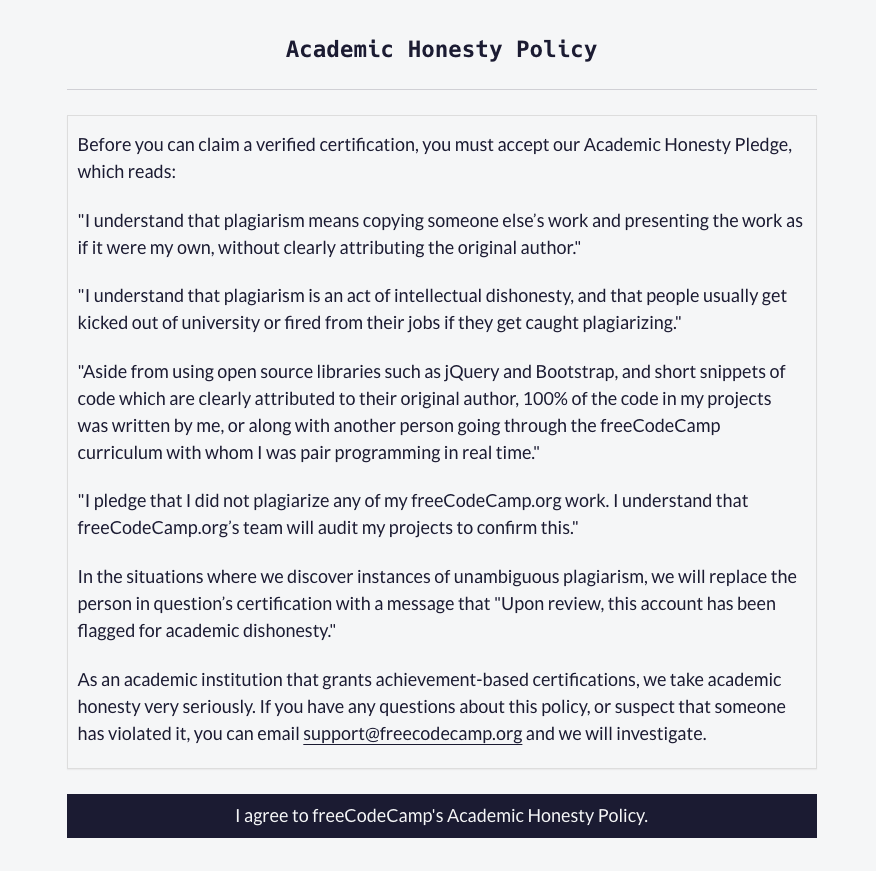 Academic Honesty Policy
Before you can claim a verified certification, you must accept our Academic Honesty Pledge,
which reads:
"I understand that plagiarism means copying someone else’s work and presenting the work as
if it were my own, without clearly attributing the original author."
"I understand that plagiarism is an act of intellectual dishonesty, and that people usually get
kicked out of university or fired from their jobs if they get caught plagiarizing."
"Aside from using open source libraries such as jQuery and Bootstrap, and short snippets of
code which are clearly attributed to their original author, 100% of the code in my projects
was written by me, or along with another person going through the freeCodeCamp
curriculum with whom I was pair programming in real time."
"I pledge that I did not plagiarize any of my freeCodeCamp.org work. I understand that
freeCodeCamp.org’s team will audit my projects to confirm this."
In the situations where we discover instances of unambiguous plagiarism, we will replace the
person in question’s certification with a message that "Upon review, this account has been
flagged for academic dishonesty."
As an academic institution that grants achievement-based certifications, we take academic
honesty very seriously. If you have any questions about this policy, or suspect that someone
has violated it, you can email support@freecodecamp.org and we will investigate.
I agree to freeCodeCamp's Academic Honesty Policy.